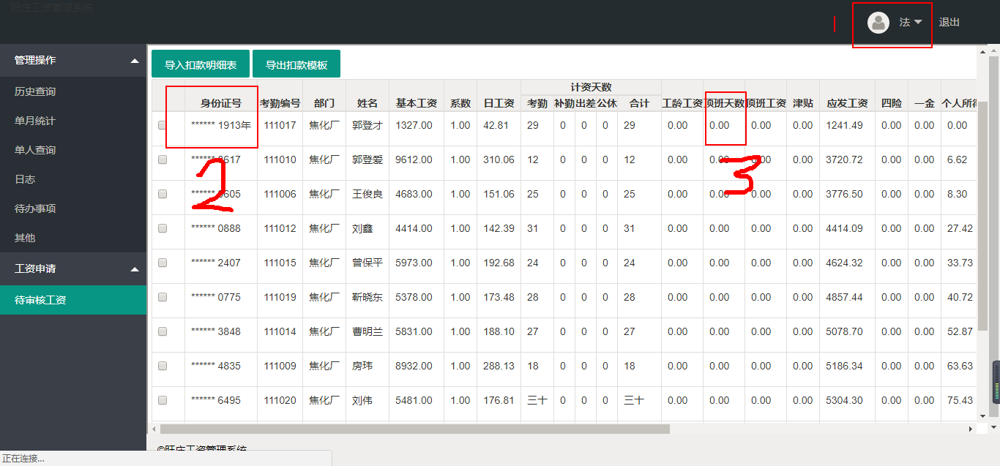 旺庄工资管理系统
法 退出
管理操作
历史查询
单月统计
单人查询
日志
待办事项
其他
工资申请
待审核工资
导入扣款明细表 导出扣款模板
计资天数
身份证号 考勤编号 部门 姓名 基本工资 系数 日工资 考勤 补勤 出差 公休 合计 工龄工资 顶班天数 顶班工资 津贴 应发工资 四险 一金 个人所得
****** 1913年 111017 焦化厂 郭登才 1327.00 1.00 42.81 29 0 0 0 29 0.00 0.00 0.00 0.00 1241.49 0.00 0.00 0.00
****** 3617 111010 焦化厂 郭登爱 9612.00 1.00 310.06 12 0 0 0 12 0.00 0.00 0.00 0.00 3720.72 0.00 0.00 6.62
****** 605 111006 焦化厂 王俊良 4683.00 1.00 151.06 25 0 0 0 25 0.00 0.00 0.00 0.00 3776.50 0.00 0.00 8.30
****** 0888 111012 焦化厂 刘鑫 4414.00 1.00 142.39 31 0 0 0 31 0.00 0.00 0.00 0.00 4414.09 0.00 0.00 27.42
****** 2407 111015 焦化厂 曾保平 5973.00 1.00 192.68 24 0 0 0 24 0.00 0.00 0.00 0.00 4624.32 0.00 0.00 33.73
****** 0775 111019 焦化厂 靳晓东 5378.00 1.00 173.48 28 0 0 0 28 0.00 0.00 0.00 0.00 4857.44 0.00 0.00 40.72
****** 3848 111014 焦化厂 曹明兰 5831.00 1.00 188.10 27 0 0 0 27 0.00 0.00 0.00 0.00 5078.70 0.00 0.00 52.87
****** 4835 111009 焦化厂 房玮 8932.00 1.00 288.13 18 0 0 0 18 0.00 0.00 0.00 0.00 5186.34 0.00 0.00 63.63
****** 6495 111020 焦化厂 刘伟 5481.00 1.00 176.81 三十 0 0 0 三十 0.00 0.00 0.00 0.00 5304.30 0.00 0.00 75.43
2
3
©旺庄工资管理系统
正在连接...